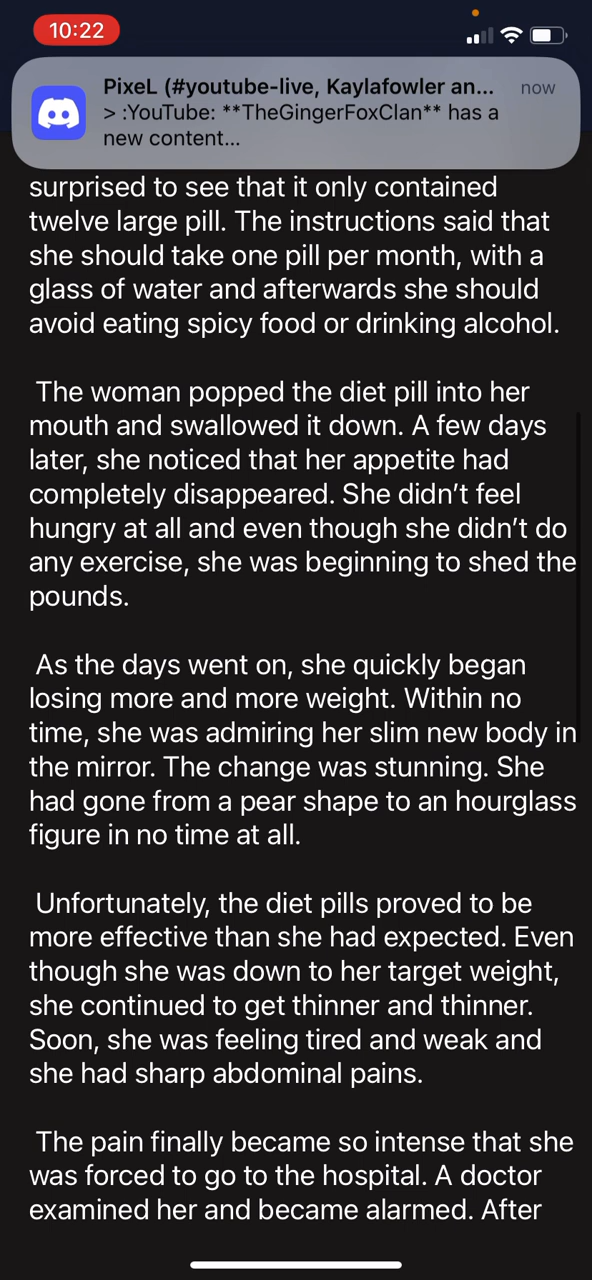 10:22
PixeL (#youtube-live, Kaylafowler an...
now
> :YouTube: **TheGingerFoxClan** has a
new content...
surprised to see that it only contained
twelve large pill. The instructions said that
she should take one pill per month, with a
glass of water and afterwards she should
avoid eating spicy food or drinking alcohol.
The woman popped the diet pill into her
mouth and swallowed it down. A few days
later, she noticed that her appetite had
completely disappeared. She didn’t feel
hungry at all and even though she didn’t do
any exercise, she was beginning to shed the
pounds.
As the days went on, she quickly began
losing more and more weight. Within no
time, she was admiring her slim new body in
the mirror. The change was stunning. She
had gone from a pear shape to an hourglass
figure in no time at all.
Unfortunately, the diet pills proved to be
more effective than she had expected. Even
though she was down to her target weight,
she continued to get thinner and thinner.
Soon, she was feeling tired and weak and
she had sharp abdominal pains.
The pain finally became so intense that she
was forced to go to the hospital. A doctor
examined her and became alarmed. After